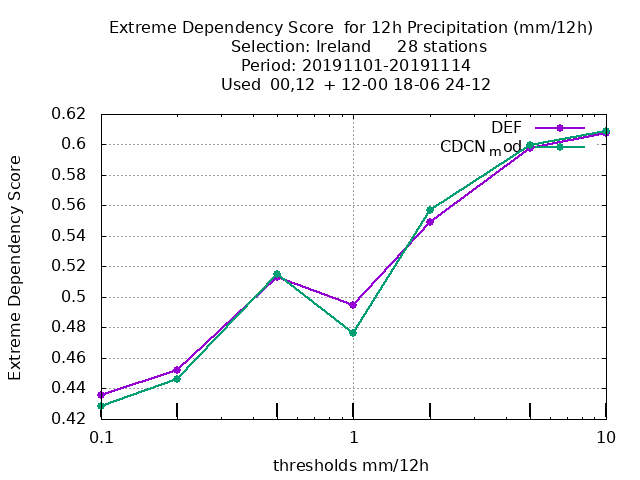 Extreme Dependency Score  for 12h Precipitation (mm/12h)
Selection: Ireland     28 stations
Period: 20191101-20191114
Used  00,12  + 12-00 18-06 24-12
DEF
CDCN_mod
Extreme Dependency Score
0.62
0.6
0.58
0.56
0.54
0.52
0.5
0.48
0.46
0.44
0.42
0.1
1
10
thresholds mm/12h